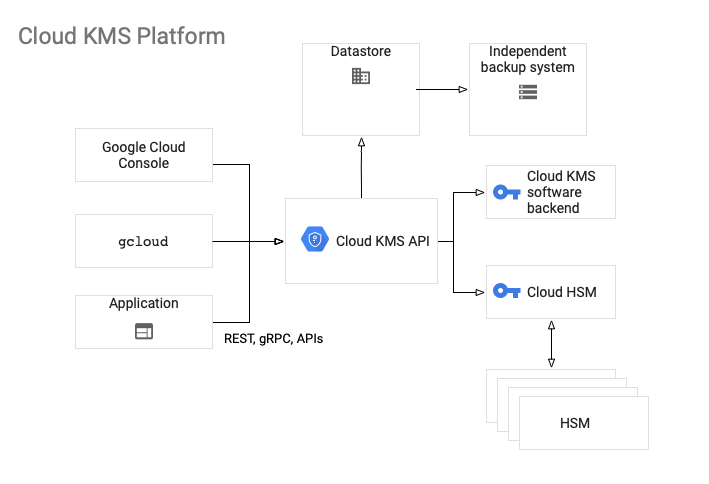 Cloud KMS Platform
Datastore
Independent
backup system
Google Cloud
Console
gcloud
Application
REST, gRPC, APIs
Cloud KMS API
Cloud KMS
software
backend
Cloud HSM
HSM